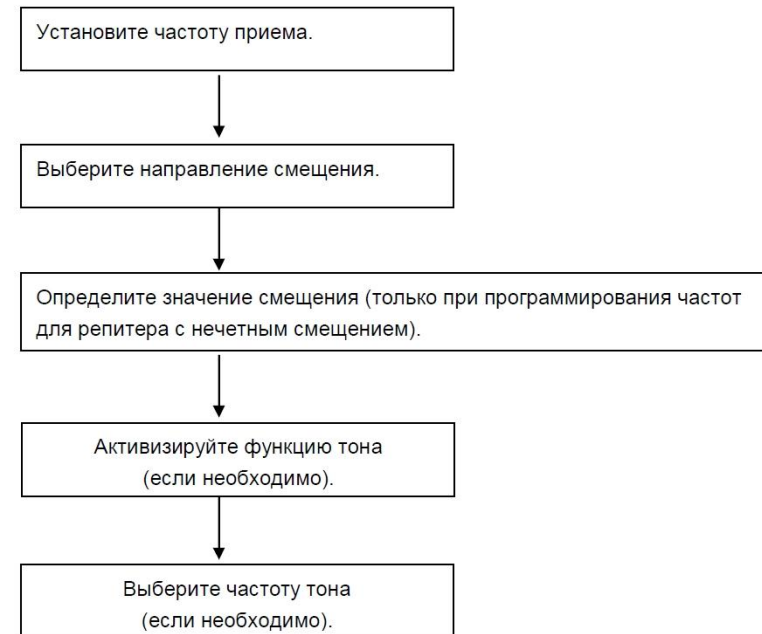 Установите частоту приема.
Выберите направление смещения.
Определите значение смещения (только при программирования частот
для репитера с нечетным смещением).
Активизируйте функцию тона
(если необходимо).
Выберите частоту тона
(если необходимо).